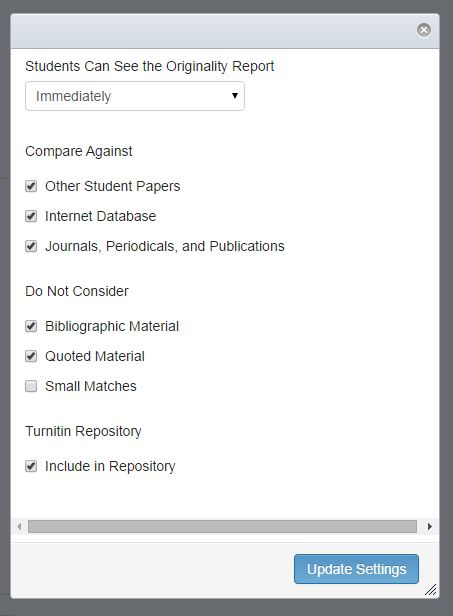 Students Can See the Originality Report
Immediately
Compare Against
Other Student Papers
Internet Database
Journals, Periodicals, and Publications
Do Not Consider
Bibliographic Material
Quoted Material
Small Matches
Turnitin Repository
Include in Repository
Update Settings